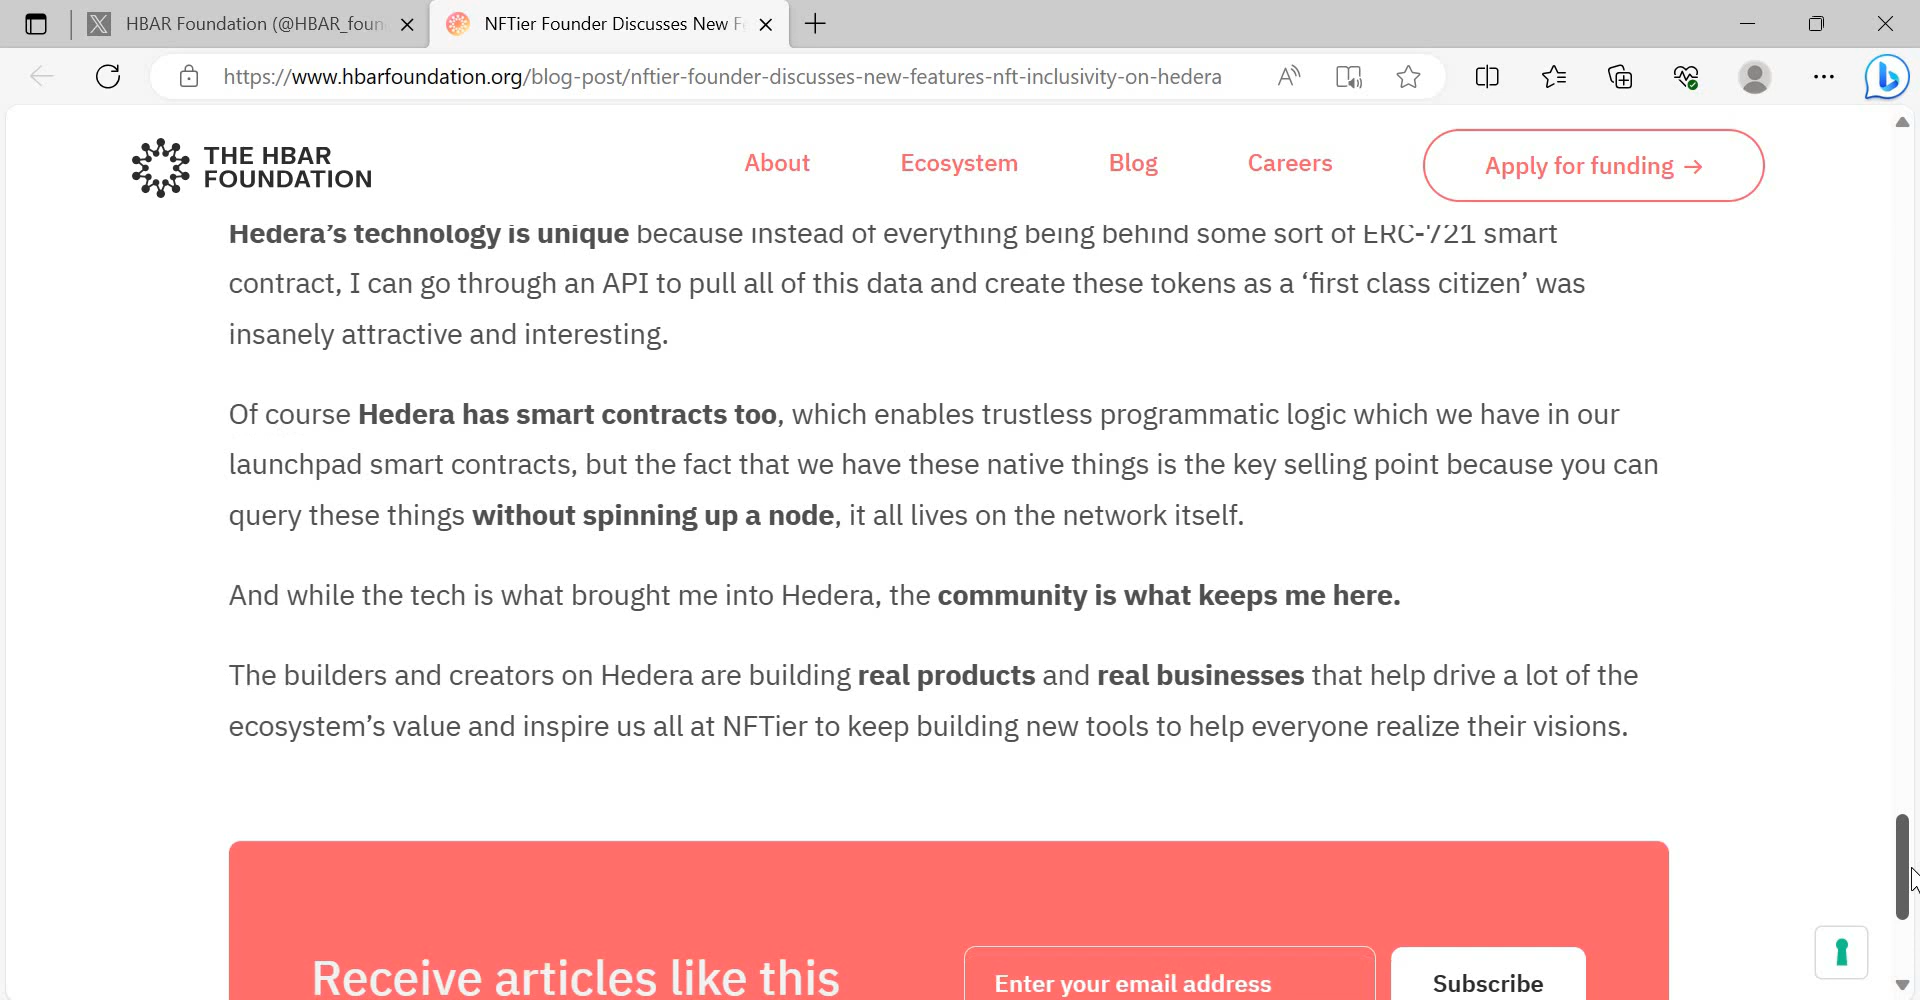 HBAR Foundation (@HBAR_foun
NFTier Founder Discusses New Fe
https://www.hbarfoundation.org/blog-post/nftier-founder-discusses-new-features-nft-inclusivity-on-hedera
THE HBAR
FOUNDATION
About
Ecosystem
Blog
Careers
Apply for funding →
Hedera’s technology is unique because instead of everything being behind some sort of ERC-721 smart
contract, I can go through an API to pull all of this data and create these tokens as a ‘first class citizen’ was
insanely attractive and interesting.
Of course Hedera has smart contracts too, which enables trustless programmatic logic which we have in our
launchpad smart contracts, but the fact that we have these native things is the key selling point because you can
query these things without spinning up a node, it all lives on the network itself.
And while the tech is what brought me into Hedera, the community is what keeps me here.
The builders and creators on Hedera are building real products and real businesses that help drive a lot of the
ecosystem’s value and inspire us all at NFTier to keep building new tools to help everyone realize their visions.
Receive articles like this
Enter your email address
Subscribe